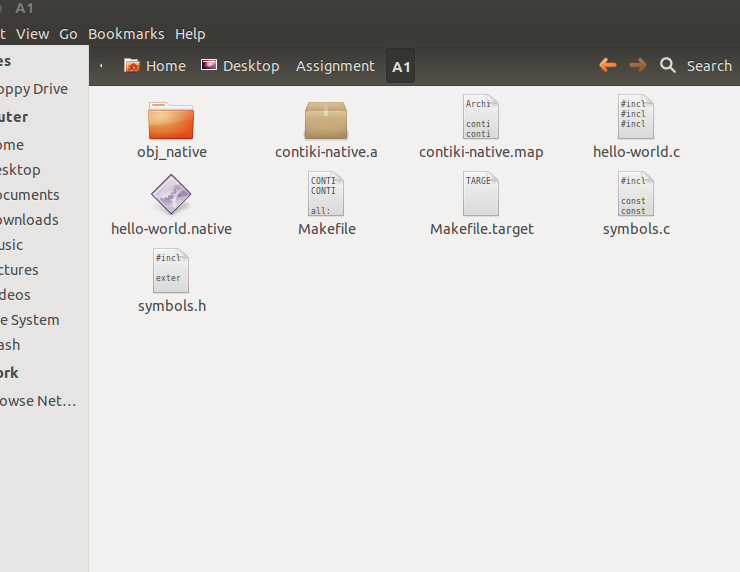 A1
View Go Bookmarks Help
Home Desktop Assignment A1 Search
obj_native contiki-native.a contiki-native.map hello-world.c
hello-world.native Makefile Makefile.target symbols.c
symbols.h
Archi
conti
conti
#incl
#incl
#incl
CONTI
CONTI
all:
TARGE
#incl
const
const
#incl
exter
es
oppy Drive
uter
ome
esktop
ocuments
ownloads
usic
ctures
deos
e System
ash
ork
owse Net…